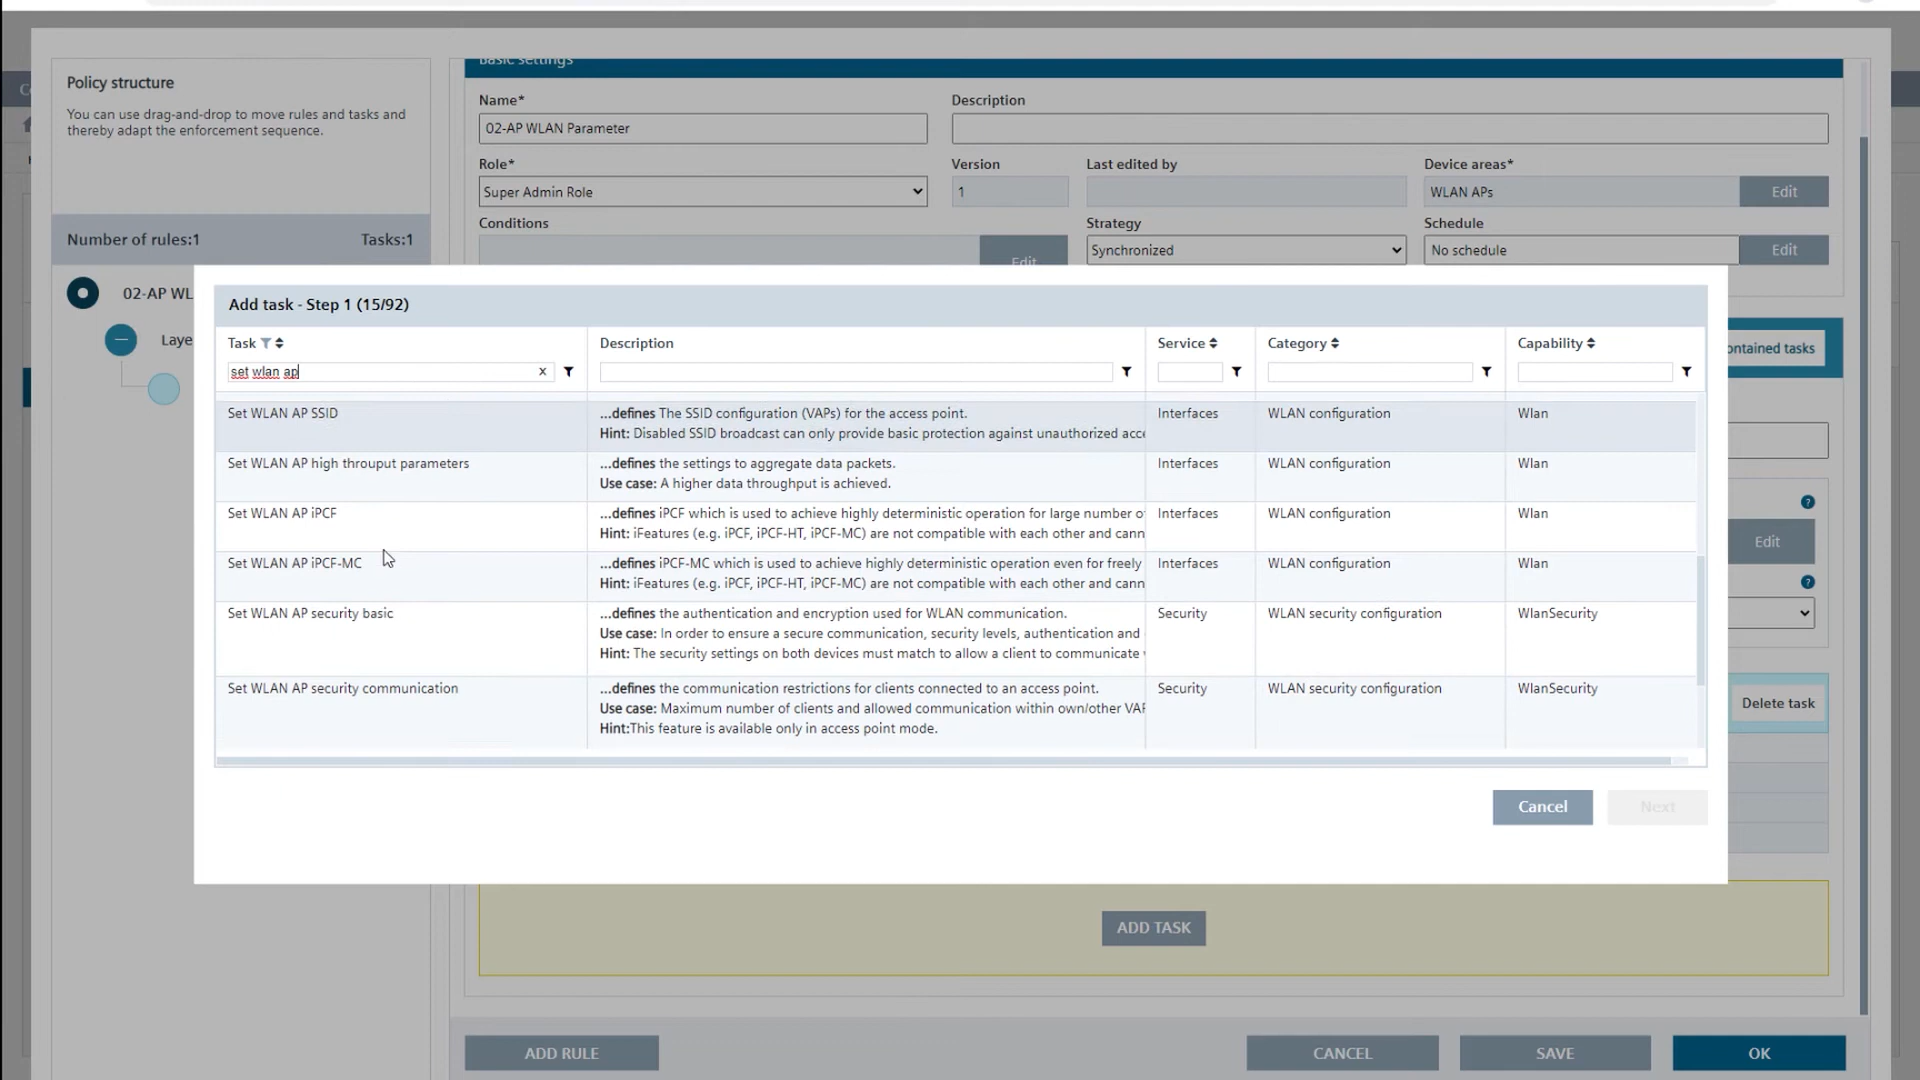 Basic settings
Policy structure
You can use drag-and-drop to move rules and tasks and
thereby adapt the enforcement sequence.
Name*
Description
02-AP WLAN Parameter
Role*
Version
Last edited by
Device areas*
Super Admin Role
1
WLAN APs
Edit
Conditions
Strategy
Schedule
Number of rules:1
Tasks:1
Edit
Synchronized
No schedule
Edit
02-AP WL
Laye
Add task - Step 1 (15/92)
Task
Description
Service
Category
Capability
set wlan ap
x
ontained tasks
Set WLAN AP SSID
...defines The SSID configuration (VAPs) for the access point.
Hint: Disabled SSID broadcast can only provide basic protection against unauthorized acce
Interfaces
WLAN configuration
Wlan
Set WLAN AP high throuput parameters
...defines the settings to aggregate data packets.
Use case: A higher data throughput is achieved.
Interfaces
WLAN configuration
Wlan
Set WLAN AP iPCF
...defines iPCF which is used to achieve highly deterministic operation for large number o
Hint: iFeatures (e.g. iPCF, iPCF-HT, iPCF-MC) are not compatible with each other and cann
Interfaces
WLAN configuration
Wlan
?
Edit
Set WLAN AP iPCF-MC
...defines iPCF-MC which is used to achieve highly deterministic operation even for freely
Hint: iFeatures (e.g. iPCF, iPCF-HT, iPCF-MC) are not compatible with each other and cann
Interfaces
WLAN configuration
Wlan
?
Set WLAN AP security basic
...defines the authentication and encryption used for WLAN communication.
Use case: In order to ensure a secure communication, security levels, authentication and
Hint: The security settings on both devices must match to allow a client to communicate
Security
WLAN security configuration
WlanSecurity
Set WLAN AP security communication
...defines the communication restrictions for clients connected to an access point.
Use case: Maximum number of clients and allowed communication within own/other VAP
Hint:This feature is available only in access point mode.
Security
WLAN security configuration
WlanSecurity
Delete task
Cancel
Next
ADD TASK
ADD RULE
CANCEL
SAVE
OK